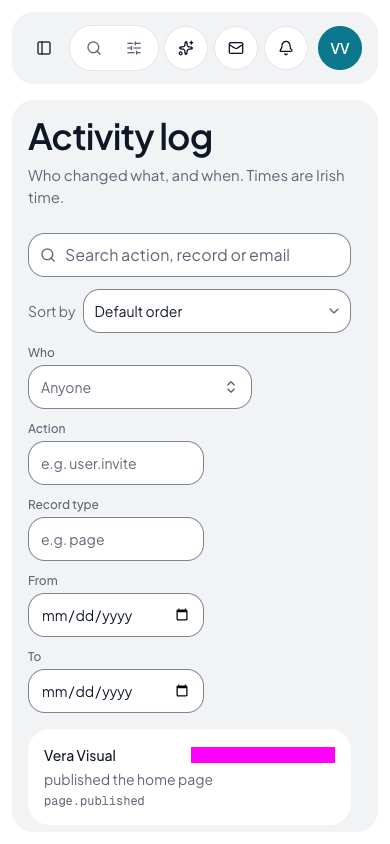 VV
Activity log
Who changed what, and when. Times are Irish
time.
Search action, record or email
Sort by Default order
Who
Anyone
Action
e.g. user.invite
Record type
e.g. page
From
mm/dd/yyyy
To
mm/dd/yyyy
Vera Visual
published the home page
page.published